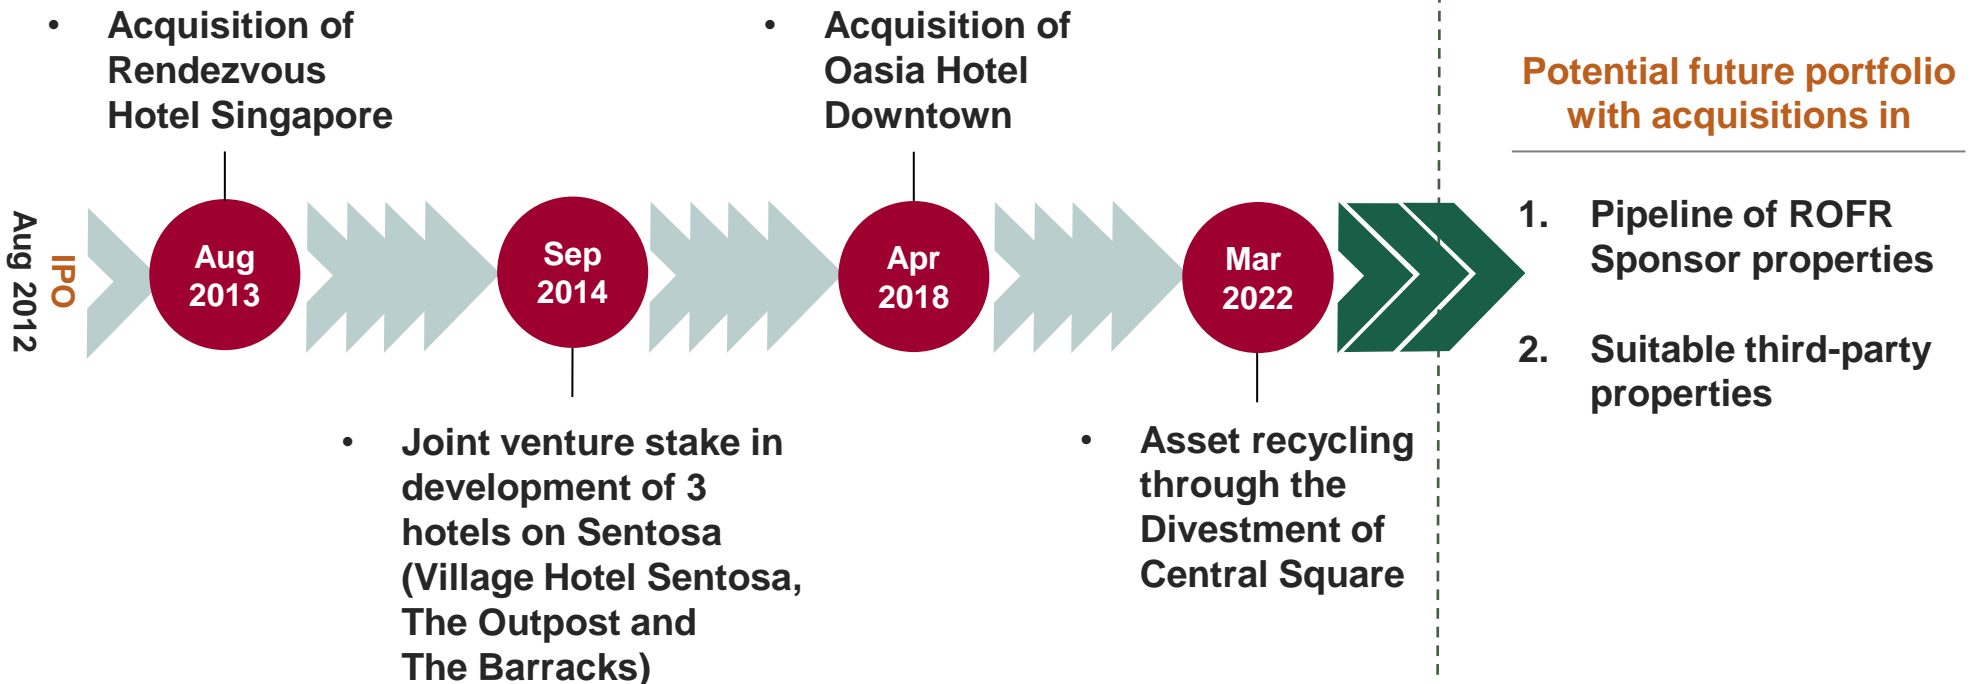 IPO
Aug 2012
• Acquisition of
Rendezvous
Hotel Singapore
Aug
2013
Sep
2014
• Joint venture stake in
development of 3
hotels on Sentosa
(Village Hotel Sentosa,
The Outpost and
The Barracks)
• Acquisition of
Oasia Hotel
Downtown
Apr
2018
Mar
2022
• Asset recycling
through the
Divestment of
Central Square
Potential future portfolio
with acquisitions in
1. Pipeline of ROFR
Sponsor properties
2. Suitable third-party
properties